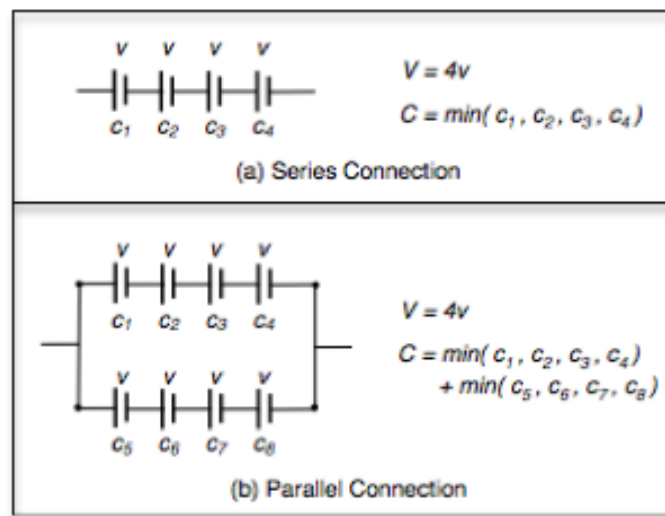 v v v v
c₁ c₂ c₃ c₄
V = 4v
C = min( c₁ , c₂ , c₃ , c₄ )
(a) Series Connection
v v v v
c₁ c₂ c₃ c₄
v v v v
c₅ c₆ c₇ c₈
V = 4v
C = min( c₁ , c₂ , c₃ , c₄ )
+ min( c₅ , c₆ , c₇ , c₈ )
(b) Parallel Connection